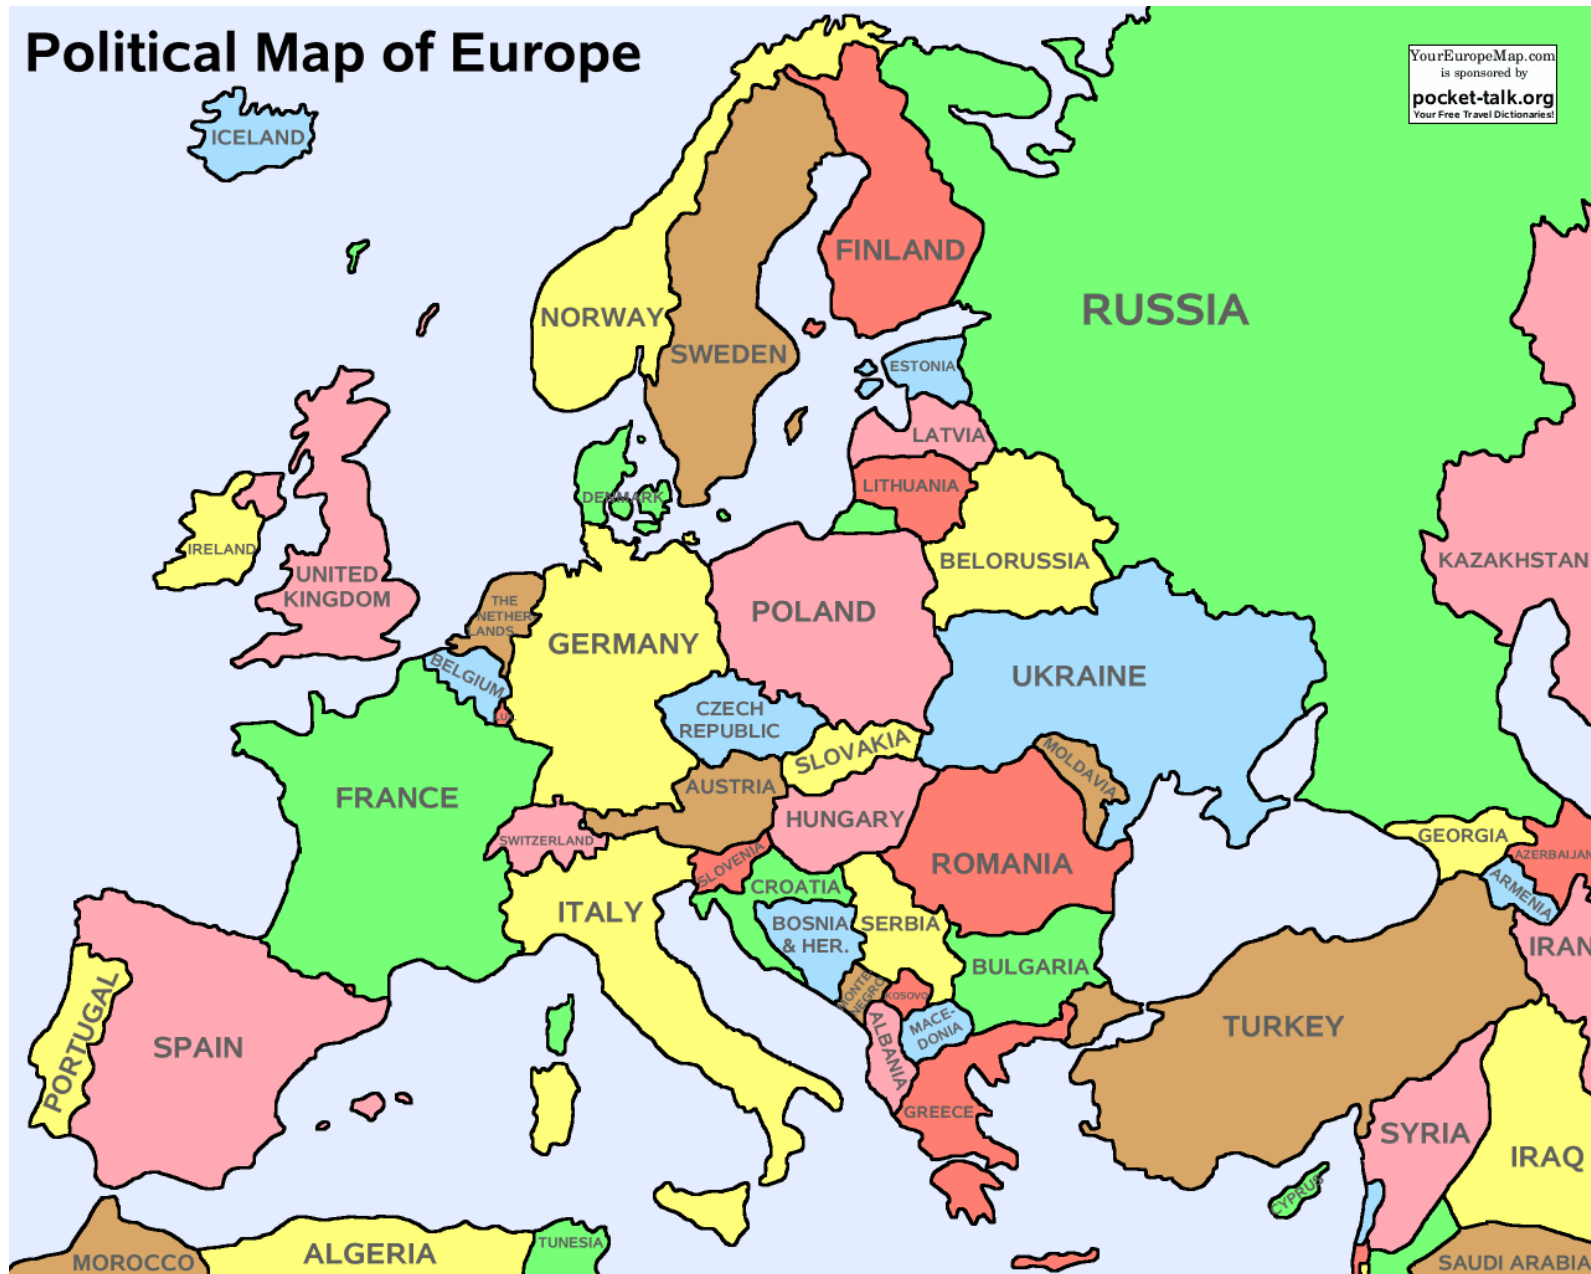 Political Map of Europe
YourEuropeMap.com
is sponsored by
pocket-talk.org
Your Free Travel Dictionaries!
ICELAND
FINLAND
NORWAY
RUSSIA
SWEDEN
ESTONIA
LATVIA
LITHUANIA
DENMARK
IRELAND
BELORUSSIA
KAZAKHSTAN
UNITED
KINGDOM
THE
NETHER
LANDS
POLAND
GERMANY
BELGIUM
UKRAINE
LUX.
CZECH
REPUBLIC
SLOVAKIA
MOLDAVIA
FRANCE
AUSTRIA
HUNGARY
SWITZERLAND
GEORGIA
AZERBAIJAN
SLOVENIA
ROMANIA
CROATIA
ARMENIA
ITALY
BOSNIA
& HER.
SERBIA
IRAN
BULGARIA
MONTE
NEGRO
KOSOVO
PORTUGAL
SPAIN
ALBANIA
MACE-
DONIA
TURKEY
GREECE
SYRIA
IRAQ
CYPRUS
MOROCCO
ALGERIA
TUNESIA
SAUDI ARABIA